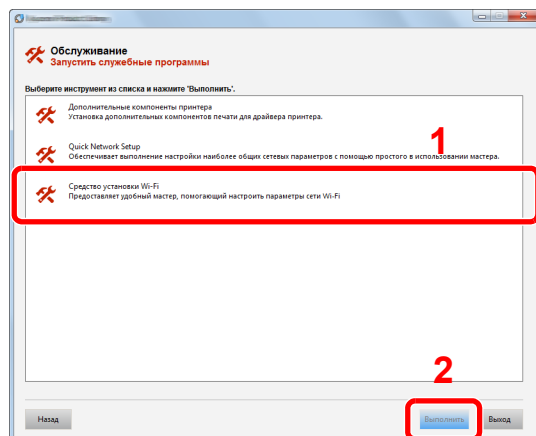 Обслуживание
Запустить служебные программы
Выберите инструмент из списка и нажмите 'Выполнить'.
Дополнительные компоненты принтера
Установка дополнительных компонентов печати для драйвера принтера.
1
Quick Network Setup
Обеспечивает выполнение настройки наиболее общих сетевых параметров с помощью простого в использовании мастера.
Средство установки Wi-Fi
Предоставляет удобный мастер, помогающий настроить параметры сети Wi-Fi
2
Назад
Выполнить
Выход